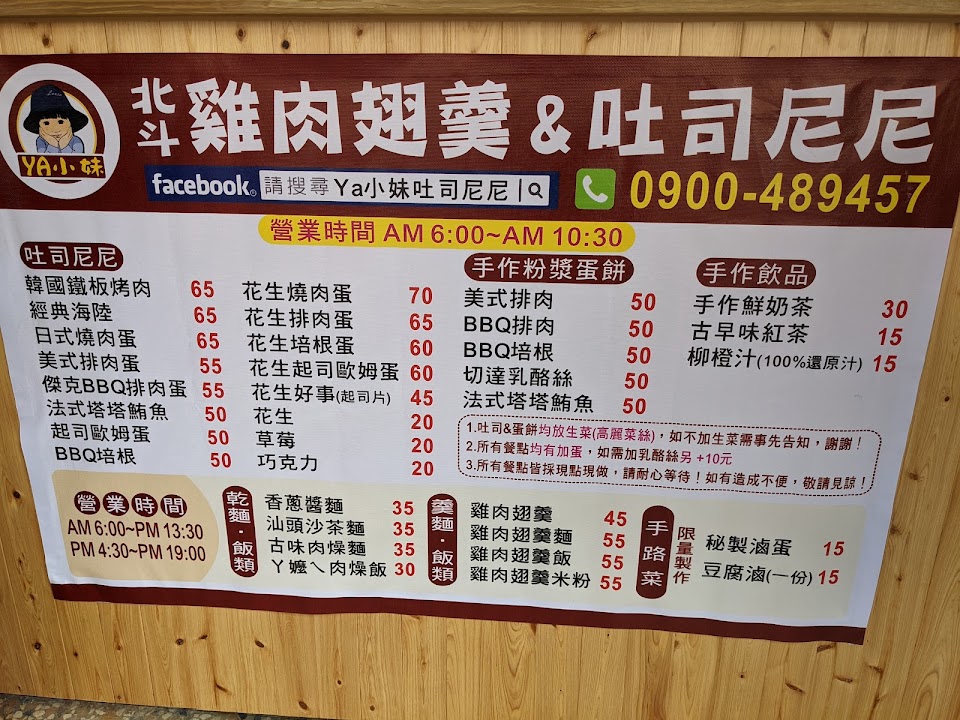 YA小妹
北斗 雞肉翅羹&吐司尼尼
facebook 請搜尋 Ya小妹吐司尼尼 0900-489457
營業時間 AM 6:00~AM 10:30
吐司尼尼
韓國鐵板烤肉 65
經典海陸 65
日式燒肉蛋 65
美式排肉蛋 55
傑克BBQ排肉蛋 55
法式塔塔鮪魚 50
起司歐姆蛋 50
BBQ培根 50
花生燒肉蛋 70
花生排肉蛋 65
花生培根蛋 60
花生起司歐姆蛋 60
花生好事(起司片) 45
花生 20
草莓 20
巧克力 20
手作粉漿蛋餅
美式排肉 50
BBQ排肉 50
BBQ培根 50
切達乳酪絲 50
法式塔塔鮪魚 50
手作飲品
手作鮮奶茶 30
古早味紅茶 15
柳橙汁(100%還原汁) 15
1.吐司&蛋餅均放生菜(高麗菜絲),如不加生菜需事先告知,謝謝!
2.所有餐點均有加蛋,如需加乳酪絲另 +10元
3.所有餐點皆採現點現做,請耐心等待!如有造成不便,敬請見諒!
營業時間
AM 6:00~PM 13:30
PM 4:30~PM 19:00
乾麵・飯類
香蔥醬麵 35
汕頭沙茶麵 35
古味肉燥麵 35
ㄚ嬤ㄟ肉燥飯 30
羹麵・飯類
雞肉翅羹 45
雞肉翅羹麵 55
雞肉翅羹飯 55
雞肉翅羹米粉 55
手路菜
限量製作
秘製滷蛋 15
豆腐滷(一份) 15